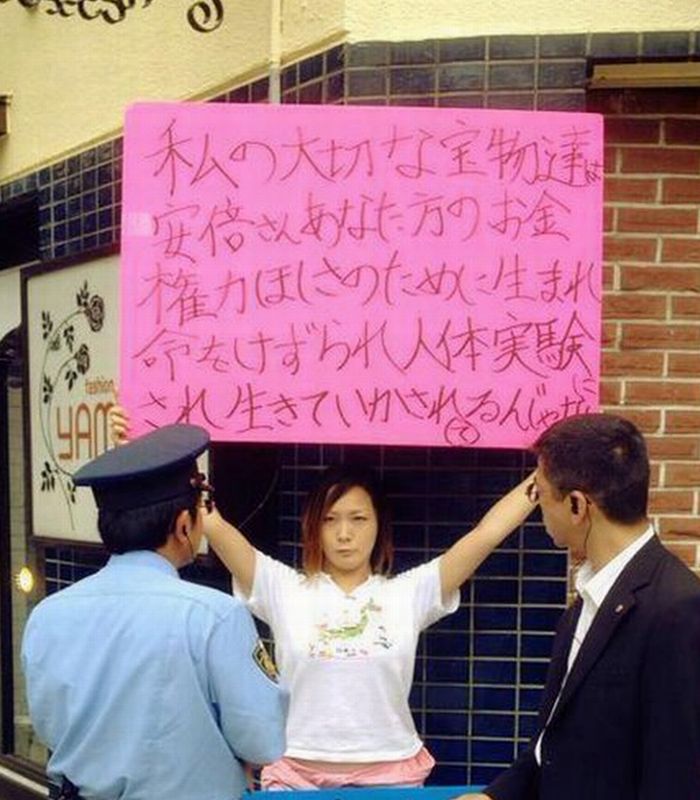 私の大切な宝物達は
安倍さんあなた方のお金
権力ほしさのために生まれ
命をけずられ人体実験
に
され生きていかされてるんじゃない
fashion
YAM